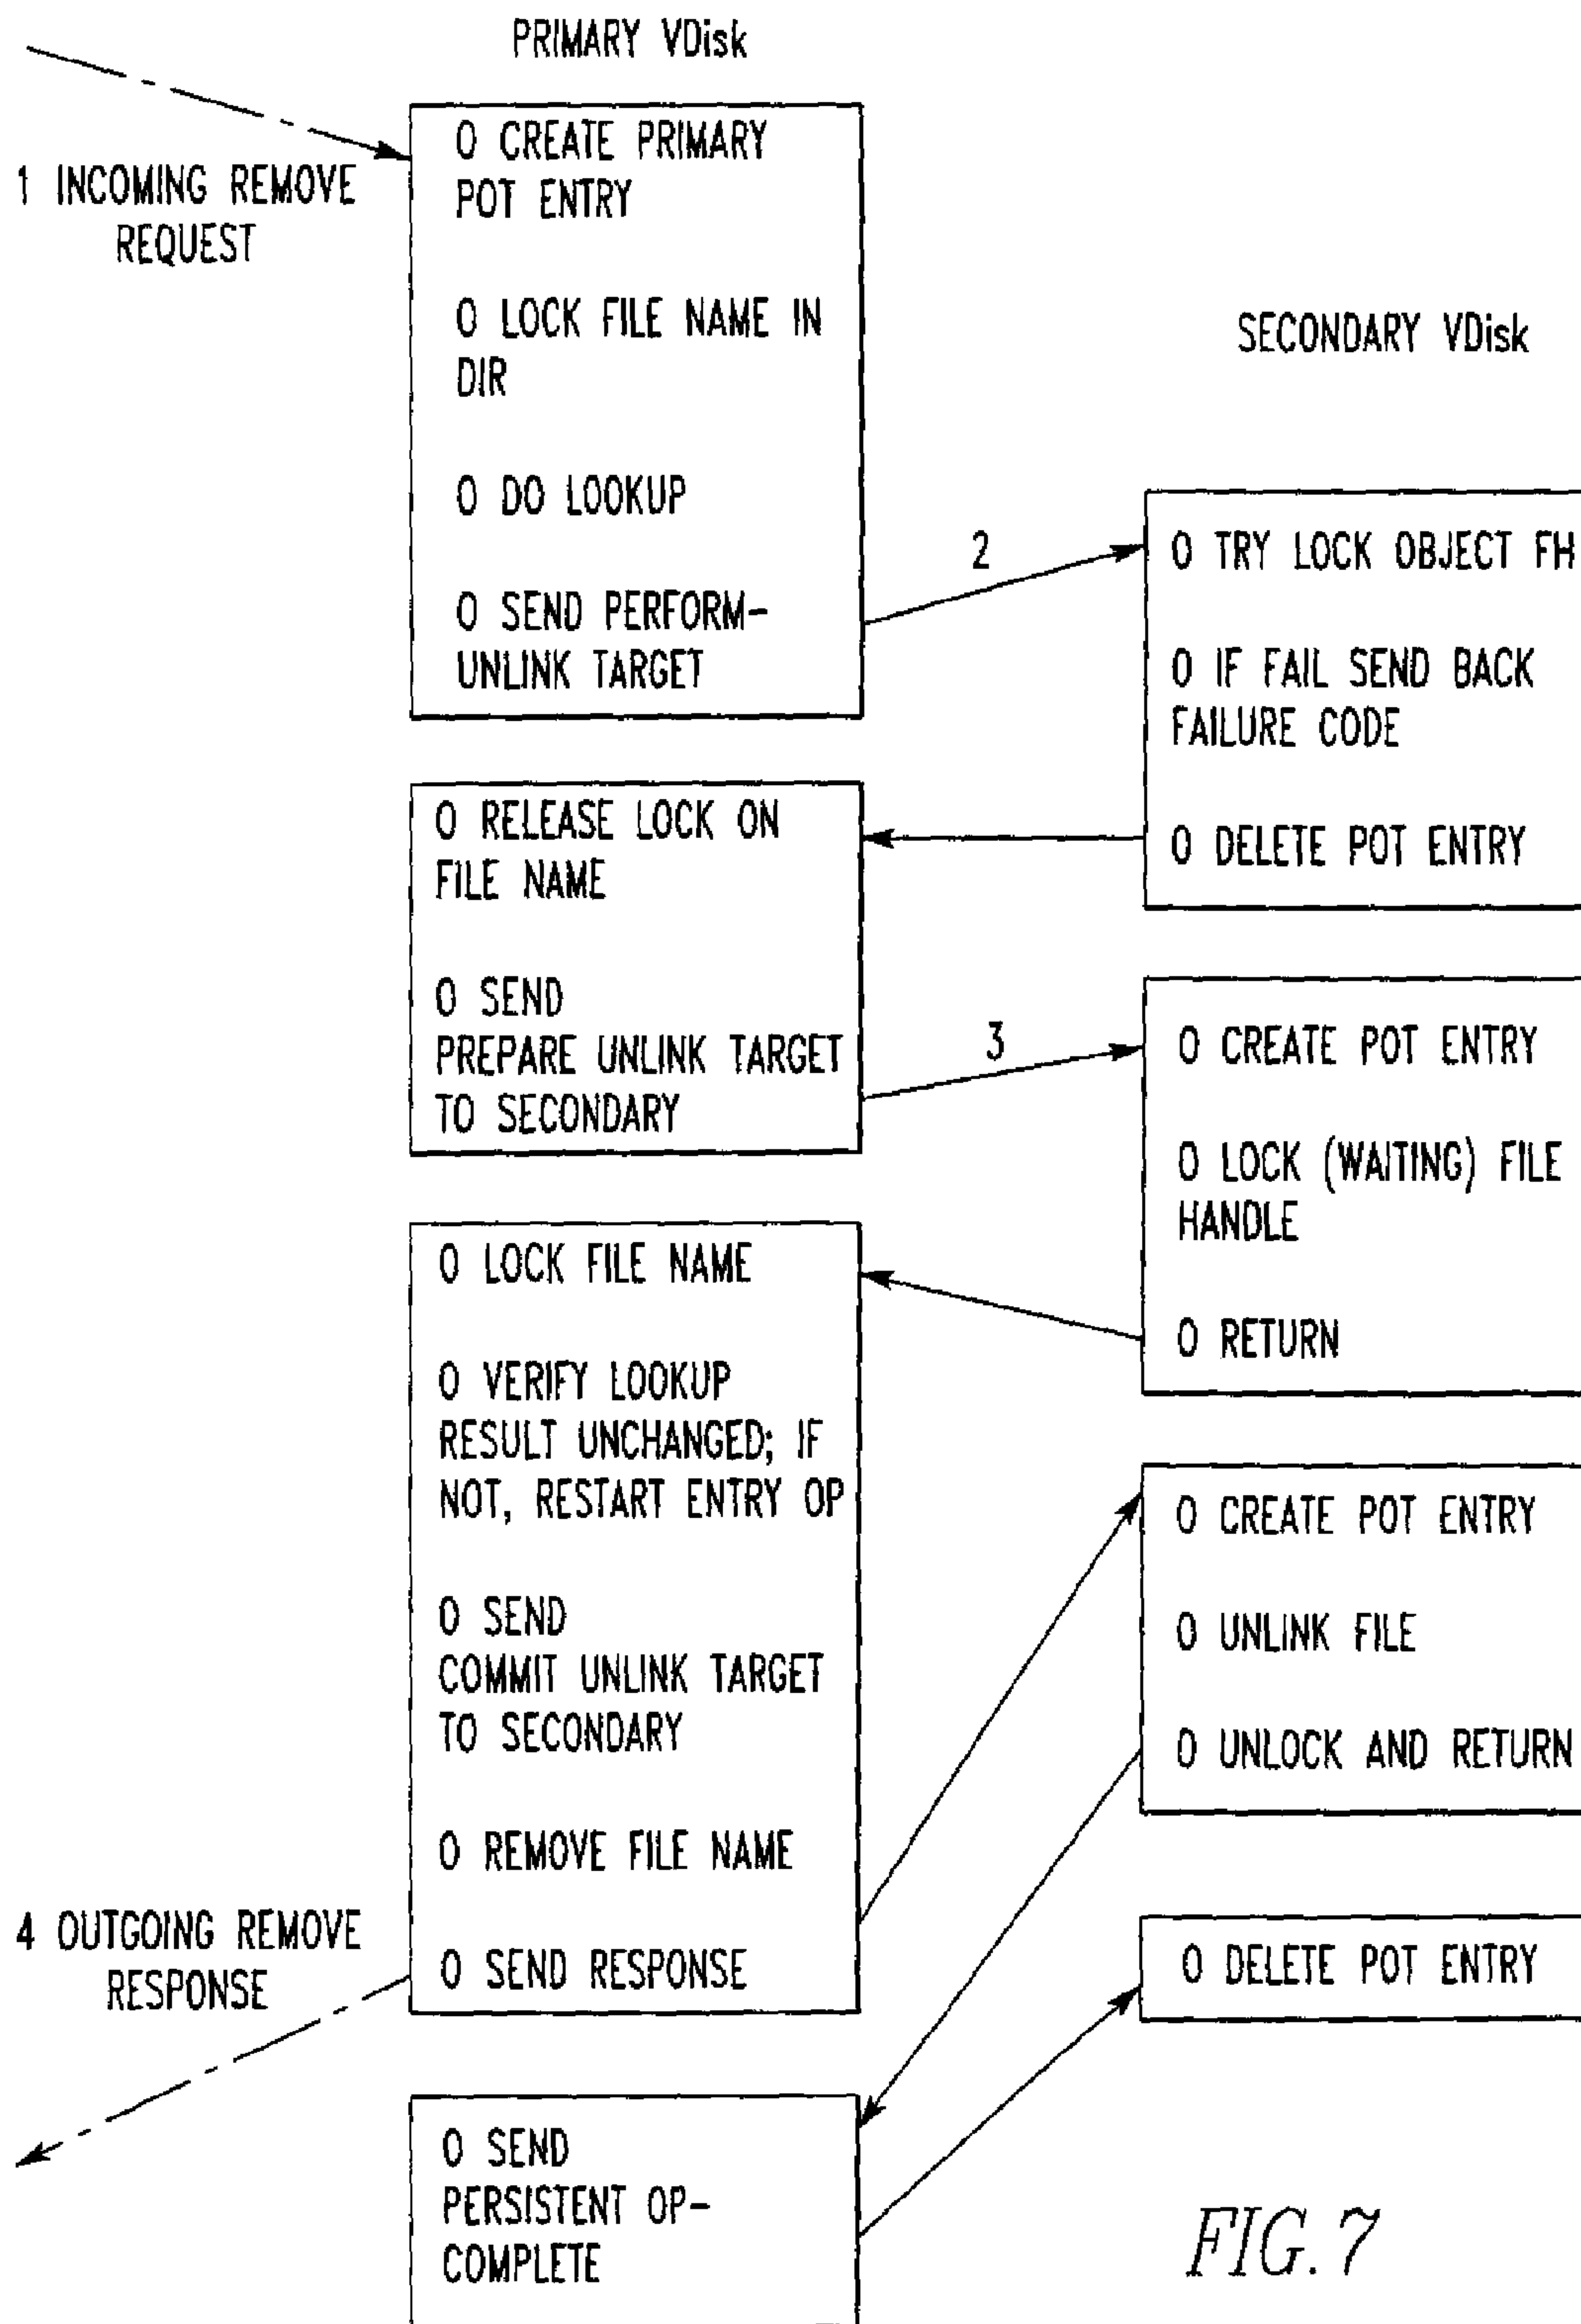 PRIMARY VDisk
1 INCOMING REMOVE
REQUEST
O CREATE PRIMARY
POT ENTRY
O LOCK FILE NAME IN
DIR
O DO LOOKUP
O SEND PERFORM-
UNLINK TARGET
SECONDARY VDisk
2
O TRY LOCK OBJECT FH
O IF FAIL SEND BACK
FAILURE CODE
O DELETE POT ENTRY
O RELEASE LOCK ON
FILE NAME
O SEND
PREPARE UNLINK TARGET
TO SECONDARY
3
O CREATE POT ENTRY
O LOCK (WAITING) FILE
HANDLE
O RETURN
O LOCK FILE NAME
O VERIFY LOOKUP
RESULT UNCHANGED; IF
NOT, RESTART ENTRY OP
O SEND
COMMIT UNLINK TARGET
TO SECONDARY
O REMOVE FILE NAME
O SEND RESPONSE
O CREATE POT ENTRY
O UNLINK FILE
O UNLOCK AND RETURN
4 OUTGOING REMOVE
RESPONSE
O DELETE POT ENTRY
O SEND
PERSISTENT OP-
COMPLETE
FIG. 7